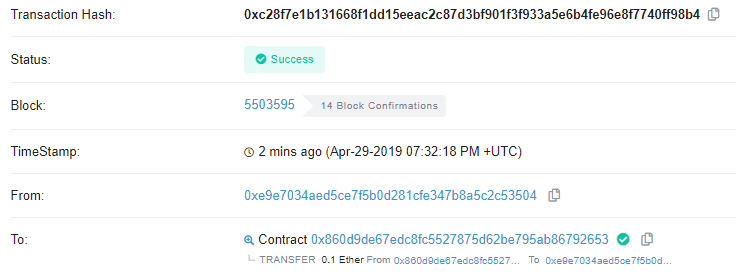 Transaction Hash: 0xc28f7e1b131668f1dd15eeac2c87d3bf901f3f933a5e6b4fe96e8f7740ff98b4
Status: Success
Block: 5503595 14 Block Confirmations
TimeStamp: 2 mins ago (Apr-29-2019 07:32:18 PM +UTC)
From: 0xe9e7034aed5ce7f5b0d281cfe347b8a5c2c53504
To: Contract 0x860d9de67edc8fc5527875d62be795ab86792653
TRANSFER 0.1 Ether From 0x860d9de67edc8fc5527... To 0xe9e7034aed5ce7f5b0d...